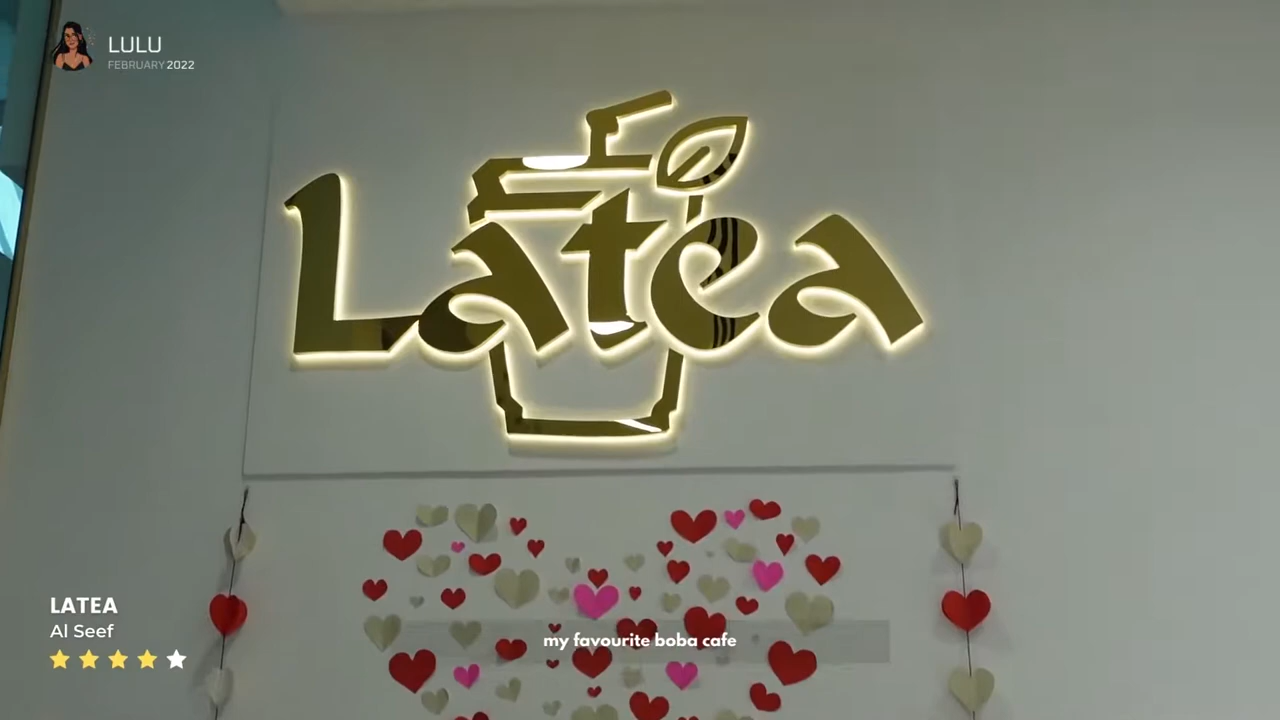 LULU
FEBRUARY 2022
Latea
LATEA
Al Seef
my favourite boba cafe